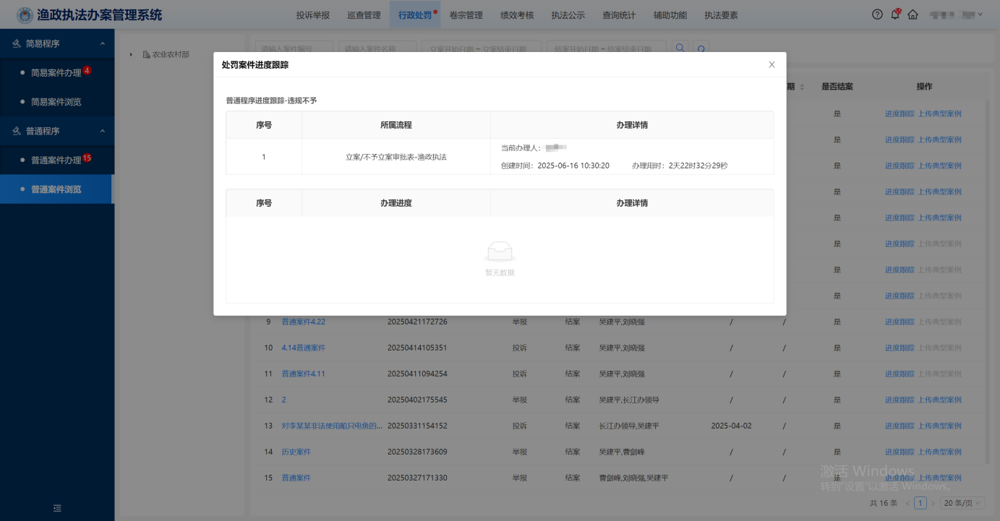 渔政执法办案管理系统
投诉举报 巡查管理 行政处罚 卷宗管理 绩效考核 执法公示 查询统计 辅助功能 执法要素
简易程序
简易案件办理 4
简易案件浏览
普通程序
普通案件办理 15
普通案件浏览
农业农村部
请输入案件编号 请输入案件名称 立案开始日期 ~ 立案结束日期 结案开始日期 ~ 结案结束日期
处罚案件进度跟踪
普通程序进度跟踪-违规不予
序号 所属流程 办理详情
1 立案/不予立案审批表-渔政执法 当前办理人:
创建时间: 2025-06-16 10:30:20 办理用时: 2天22时32分29秒
序号 办理进度 办理详情
暂无数据
期 是否结案 操作
是 进度跟踪 上传典型案例
是 进度跟踪 上传典型案例
是 进度跟踪 上传典型案例
是 进度跟踪 上传典型案例
是 进度跟踪 上传典型案例
是 进度跟踪 上传典型案例
是 进度跟踪 上传典型案例
是 进度跟踪 上传典型案例
9 普通案件4.22 20250421172726 举报 结案 吴建平,刘晓强 / / 是 进度跟踪 上传典型案例
10 4.14普通案件 20250414105351 投诉 结案 吴建平,刘晓强 / / 是 进度跟踪 上传典型案例
11 普通案件4.11 20250411094254 投诉 结案 吴建平,刘晓强 / / 是 进度跟踪 上传典型案例
12 2 20250402175545 举报 结案 吴建平,长江办领导 / / 是 进度跟踪 上传典型案例
13 对李某某非法使用船只电鱼的... 20250331154152 投诉 结案 长江办领导,吴建平 2025-04-02 / 是 进度跟踪 上传典型案例
14 历史案件 20250328173609 举报 结案 吴建平,曹剑峰 / / 是 进度跟踪 上传典型案例
15 普通案件 20250327171330 举报 结案 曹剑峰,刘晓强,吴建平 / / 是 进度跟踪 上传典型案例
激活 Windows
转到"设置"以激活 Windows。
共 16 条 < 1 > 20 条/页